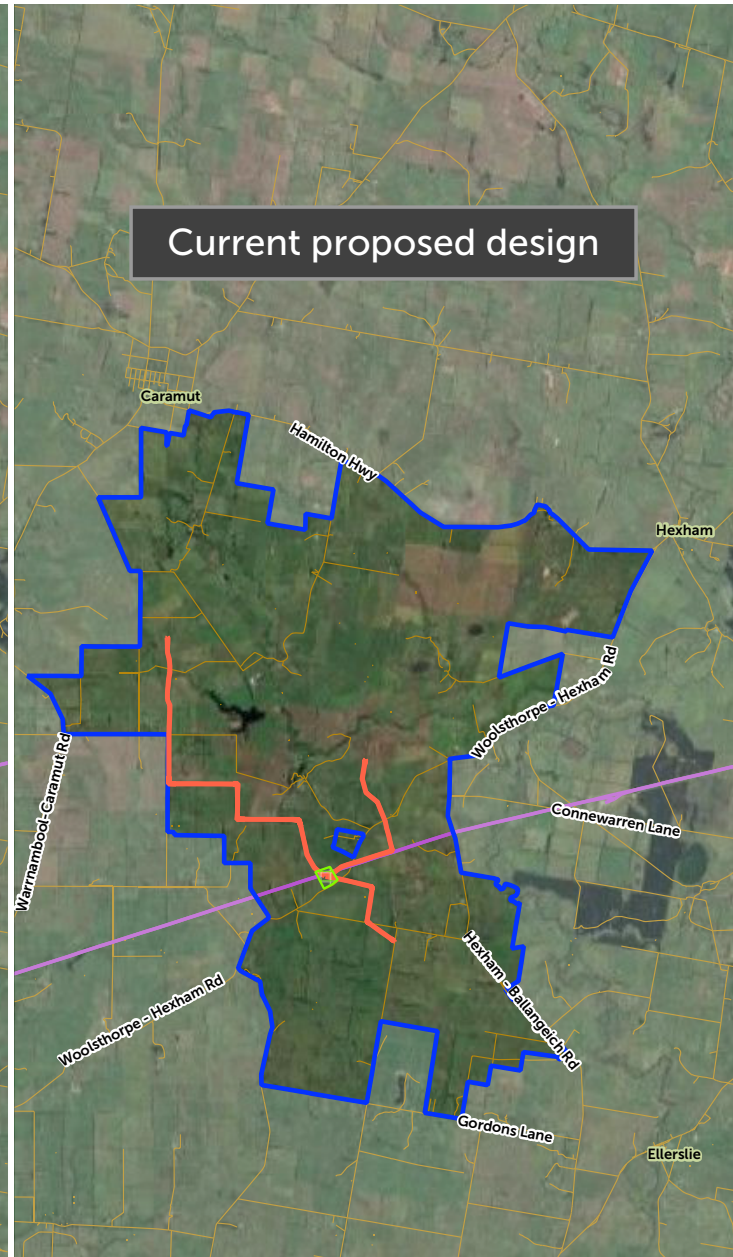 Current proposed design
Caramut
Hamilton Hwy
Hexham
Woolsthorpe - Hexham Rd
Warrnambool-Caramut Rd
Connewarren Lane
Hexham - Ballangeich Rd
Woolsthorpe - Hexham Rd
Gordons Lane
Ellerslie